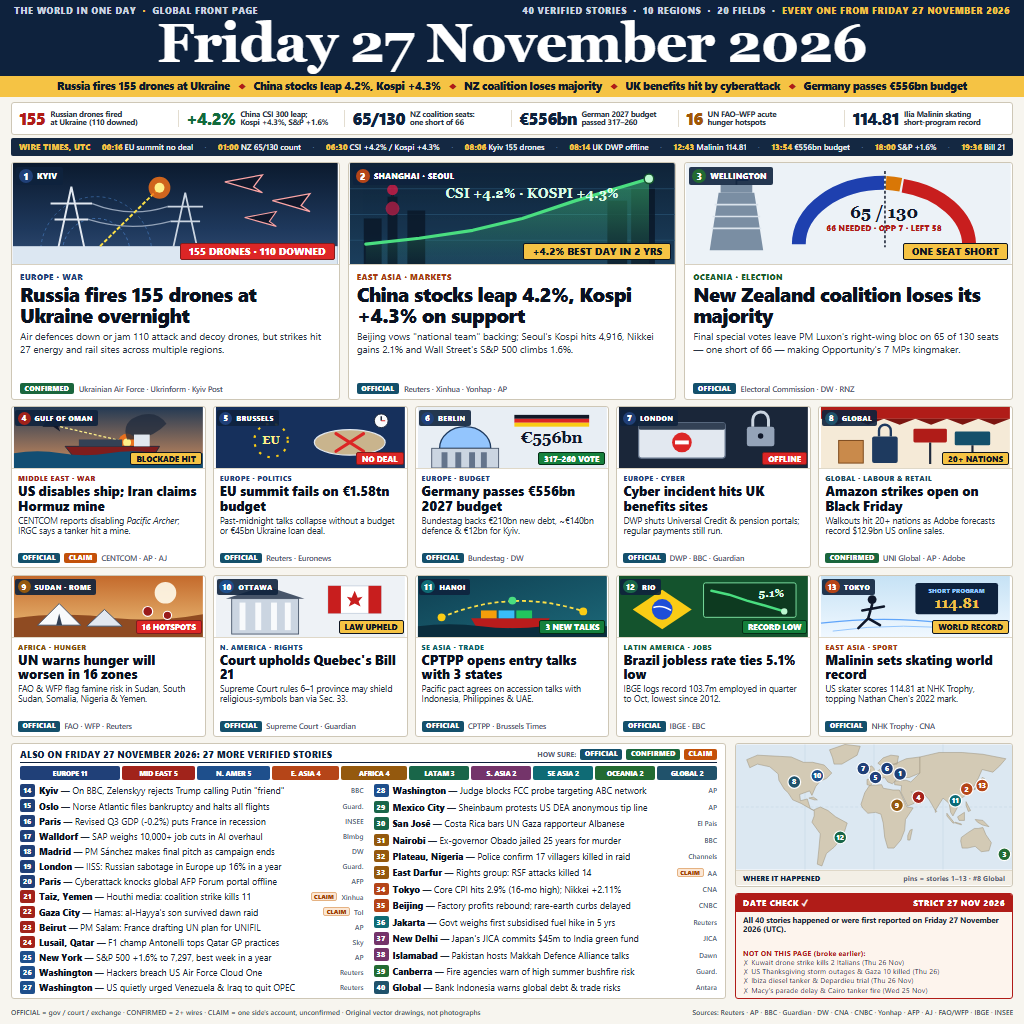 THE WORLD IN ONE DAY · GLOBAL FRONT PAGE
40 VERIFIED STORIES · 10 REGIONS · 20 FIELDS · EVERY ONE FROM FRIDAY 27 NOVEMBER 2026
Friday 27 November 2026
Russia fires 155 drones at Ukraine ◆ China stocks leap 4.2%, Kospi +4.3% ◆ NZ coalition loses majority ◆ UK benefits hit by cyberattack ◆ Germany passes €556bn budget
155 Russian drones fired
at Ukraine (110 downed)
+4.2% China CSI 300 leap;
Kospi +4.3%, S&P +1.6%
65/130 NZ coalition seats:
one short of 66
€556bn German 2027 budget
passed 317–260
16 UN FAO–WFP acute
hunger hotspots
114.81 Ilia Malinin skating
short-program record
WIRE TIMES, UTC 00:16 EU summit no deal · 01:00 NZ 65/130 count · 06:30 CSI +4.2% / Kospi +4.3% · 08:06 Kyiv 155 drones · 08:14 UK DWP offline · 12:43 Malinin 114.81 · 13:54 €556bn budget · 18:00 S&P +1.6% · 19:36 Bill 21
1 KYIV
155 DRONES · 110 DOWNED
EUROPE · WAR
Russia fires 155 drones at
Ukraine overnight
Air defences down or jam 110 attack and decoy drones, but strikes hit
27 energy and rail sites across multiple regions.
CONFIRMED Ukrainian Air Force · Ukrinform · Kyiv Post
2 SHANGHAI · SEOUL
CSI +4.2% · KOSPI +4.3%
+4.2% BEST DAY IN 2 YRS
EAST ASIA · MARKETS
China stocks leap 4.2%, Kospi
+4.3% on support
Beijing vows "national team" backing; Seoul's Kospi hits 4,916, Nikkei
gains 2.1% and Wall Street's S&P 500 climbs 1.6%.
OFFICIAL Reuters · Xinhua · Yonhap · AP
3 WELLINGTON
65 / 130
66 NEEDED · OPP 7 · LEFT 58
ONE SEAT SHORT
OCEANIA · ELECTION
New Zealand coalition loses its
majority
Final special votes leave PM Luxon's right-wing bloc on 65 of 130 seats
— one short of 66 — making Opportunity's 7 MPs kingmaker.
OFFICIAL Electoral Commission · DW · RNZ
4 GULF OF OMAN
BLOCKADE HIT
MIDDLE EAST · WAR
US disables ship; Iran claims
Hormuz mine
CENTCOM reports disabling Pacific Archer;
IRGC says a tanker hit a mine.
OFFICIAL CLAIM CENTCOM · AP · AJ
5 BRUSSELS
EU
NO DEAL
EUROPE · POLITICS
EU summit fails on €1.58tn
budget
Past-midnight talks collapse without a budget
or €45bn Ukraine loan deal.
OFFICIAL Reuters · Euronews
6 BERLIN
€556bn
317–260 VOTE
EUROPE · BUDGET
Germany passes €556bn
2027 budget
Bundestag backs €210bn new debt, ~€140bn
defence & €12bn for Kyiv.
OFFICIAL Bundestag · DW
7 LONDON
OFFLINE
EUROPE · CYBER
Cyber incident hits UK
benefits sites
DWP shuts Universal Credit & pension portals;
regular payments still run.
OFFICIAL DWP · BBC · Guardian
8 GLOBAL
20+ NATIONS
GLOBAL · LABOUR & RETAIL
Amazon strikes open on
Black Friday
Walkouts hit 20+ nations as Adobe forecasts
record $12.9bn US online sales.
CONFIRMED UNI Global · AP · Adobe
9 SUDAN · ROME
16 HOTSPOTS
AFRICA · HUNGER
UN warns hunger will
worsen in 16 zones
FAO & WFP flag famine risk in Sudan, South
Sudan, Somalia, Nigeria & Yemen.
OFFICIAL FAO · WFP · Reuters
10 OTTAWA
LAW UPHELD
N. AMERICA · RIGHTS
Court upholds Quebec's Bill
21
Supreme Court rules 6–1 province may shield
religious-symbols ban via Sec. 33.
OFFICIAL Supreme Court · Guardian
11 HANOI
3 NEW TALKS
SE ASIA · TRADE
CPTPP opens entry talks
with 3 states
Pacific pact agrees on accession talks with
Indonesia, Philippines & UAE.
OFFICIAL CPTPP · Brussels Times
12 RIO
5.1%
RECORD LOW
LATIN AMERICA · JOBS
Brazil jobless rate ties 5.1%
low
IBGE logs record 103.7m employed in quarter
to Oct, lowest since 2012.
OFFICIAL IBGE · EBC
13 TOKYO
SHORT PROGRAM
114.81
WORLD RECORD
EAST ASIA · SPORT
Malinin sets skating world
record
US skater scores 114.81 at NHK Trophy,
topping Nathan Chen's 2022 mark.
OFFICIAL NHK Trophy · CNA
ALSO ON FRIDAY 27 NOVEMBER 2026: 27 MORE VERIFIED STORIES
HOW SURE: OFFICIAL CONFIRMED CLAIM
EUROPE 11 MID EAST 5 N. AMER 5 E. ASIA 4 AFRICA 4 LATAM 3 S. ASIA 2 SE ASIA 2 OCEANIA 2 GLOBAL 2
14 Kyiv — On BBC, Zelenskyy rejects Trump calling Putin "friend" BBC
15 Oslo — Norse Atlantic files bankruptcy and halts all flights Guard.
16 Paris — Revised Q3 GDP (-0.2%) puts France in recession INSEE
17 Walldorf — SAP weighs 10,000+ job cuts in AI overhaul Blmbg
18 Madrid — PM Sánchez makes final pitch as campaign ends DW
19 London — IISS: Russian sabotage in Europe up 16% in a year Guard.
20 Paris — Cyberattack knocks global AFP Forum portal offline AFP
21 Taiz, Yemen — Houthi media: coalition strike kills 11 CLAIM Xinhua
22 Gaza City — Hamas: al-Hayya's son survived dawn raid CLAIM ToI
23 Beirut — PM Salam: France drafting UN plan for UNIFIL AP
24 Lusail, Qatar — F1 champ Antonelli tops Qatar GP practices Sky
25 New York — S&P 500 +1.6% to 7,297, best week in a year AP
26 Washington — Hackers breach US Air Force Cloud One Reuters
27 Washington — US quietly urged Venezuela & Iraq to quit OPEC Reuters
28 Washington — Judge blocks FCC probe targeting ABC network AP
29 Mexico City — Sheinbaum protests US DEA anonymous tip line AP
30 San José — Costa Rica bars UN Gaza rapporteur Albanese El País
31 Nairobi — Ex-governor Obado jailed 25 years for murder BBC
32 Plateau, Nigeria — Police confirm 17 villagers killed in raid Channels
33 East Darfur — Rights group: RSF attacks killed 14 CLAIM AA
34 Tokyo — Core CPI hits 2.9% (16-mo high); Nikkei +2.11% CNA
35 Beijing — Factory profits rebound; rare-earth curbs delayed CNBC
36 Jakarta — Govt weighs first subsidised fuel hike in 5 yrs Reuters
37 New Delhi — Japan's JICA commits $45m to India green fund JICA
38 Islamabad — Pakistan hosts Makkah Defence Alliance talks Dawn
39 Canberra — Fire agencies warn of high summer bushfire risk Guard.
40 Global — Bank Indonesia warns global debt & trade risks Antara
7 6 1 5 8 10 9 4 11 2 13 12 3
WHERE IT HAPPENED pins = stories 1–13 · #8 Global
DATE CHECK ✓ STRICT 27 NOV 2026
All 40 stories happened or were first reported on Friday 27 November
2026 (UTC).
NOT ON THIS PAGE (broke earlier):
✗ Kuwait drone strike kills 2 Italians (Thu 26 Nov)
✗ US Thanksgiving storm outages & Gaza 10 killed (Thu 26)
✗ Ibiza diesel tanker & Depardieu trial (Thu 26 Nov)
✗ Macy's parade delay & Cairo tanker fire (Wed 25 Nov)
OFFICIAL = gov / court / exchange · CONFIRMED = 2+ wires · CLAIM = one side's account, unconfirmed · Original vector drawings, not photographs
Sources: Reuters · AP · BBC · Guardian · DW · CNA · CNBC · Yonhap · AFP · AJ · FAO/WFP · IBGE · INSEE